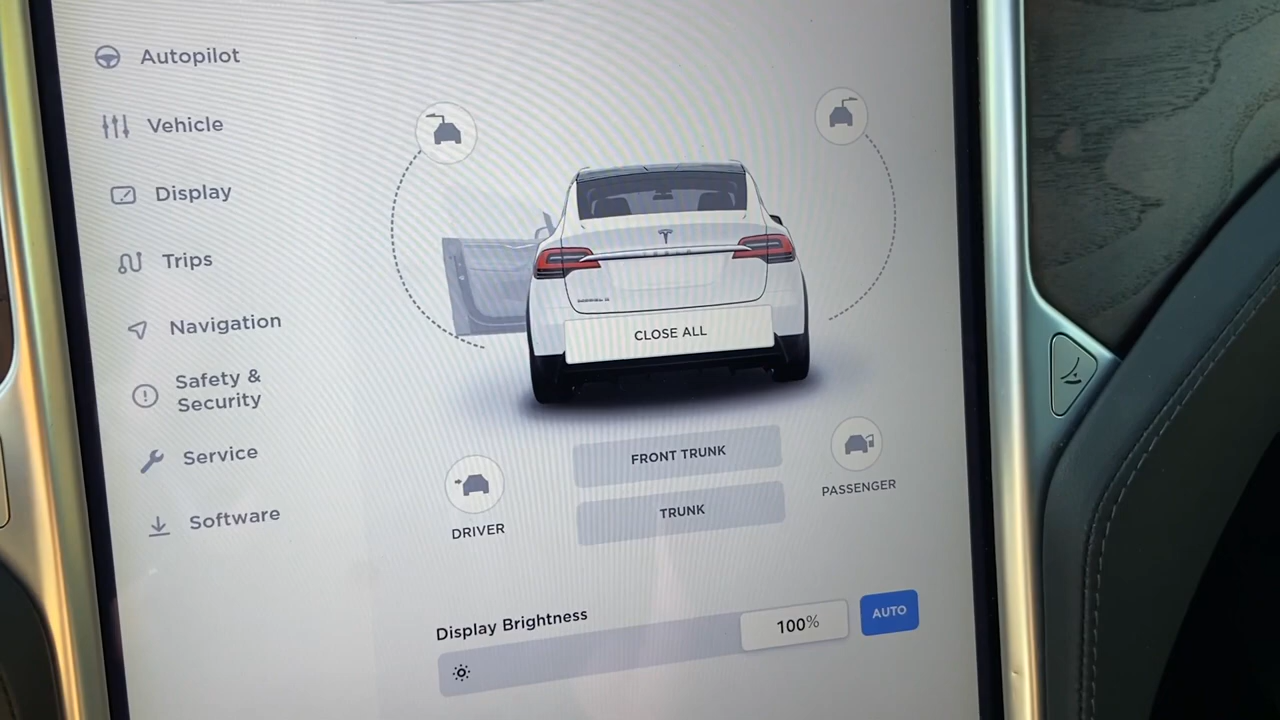 Autopilot
Vehicle
Display
Trips
Navigation
Safety &
Security
Service
Software
CLOSE ALL
FRONT TRUNK
TRUNK
DRIVER
PASSENGER
Display Brightness
100%
AUTO